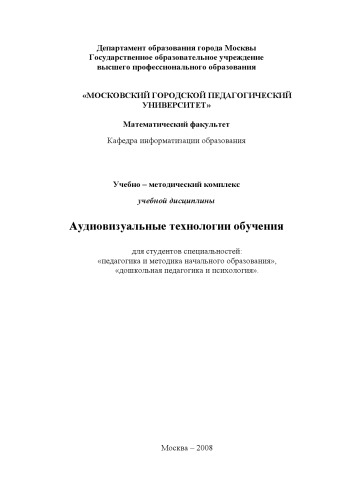 Департамент образования города Москвы
Государственное образовательное учреждение
высшего профессионального образования
«МОСКОВСКИЙ ГОРОДСКОЙ ПЕДАГОГИЧЕСКИЙ
УНИВЕРСИТЕТ»
Математический факультет
Кафедра информатизации образования
Учебно – методический комплекс
учебной дисциплины
Аудиовизуальные технологии обучения
для студентов специальностей:
«педагогика и методика начального образования»,
«дошкольная педагогика и психология».
Москва – 2008